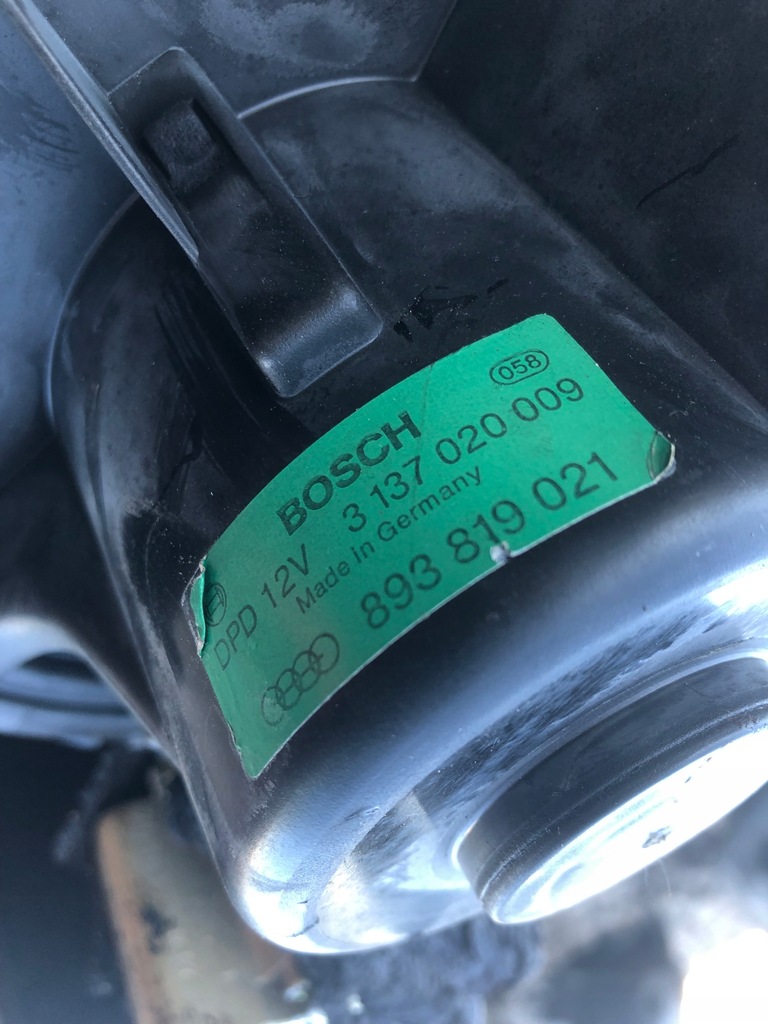 058
BOSCH
DPD 12V 3 137 020 009
Made in Germany
893 819 021